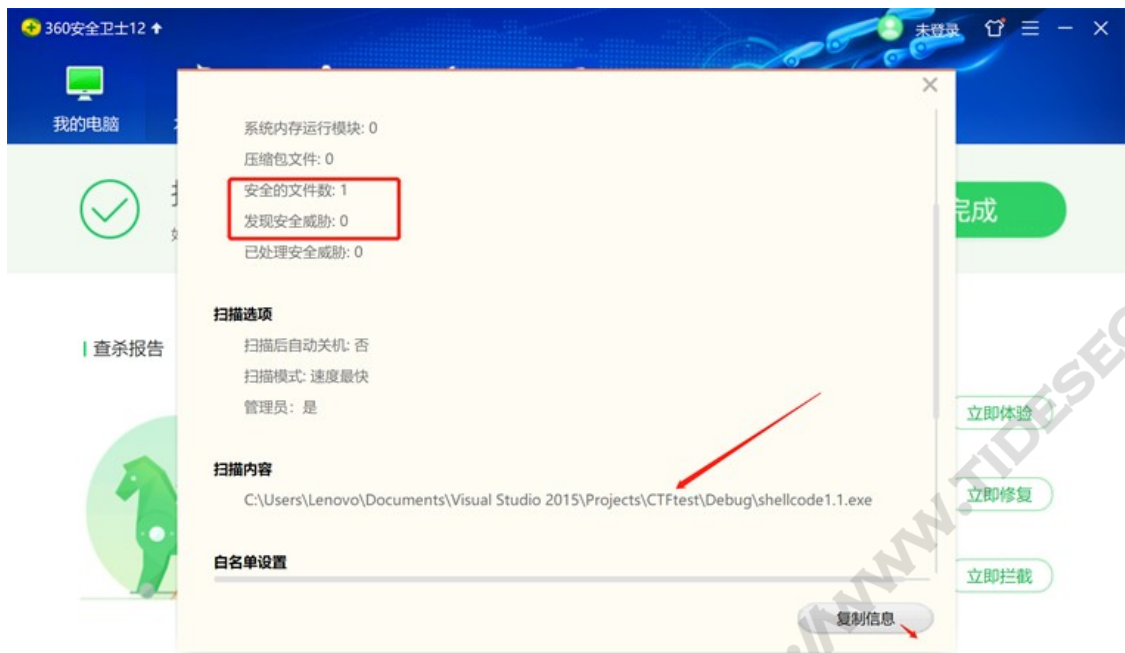 360安全卫士12
未登录
我的电脑
系统内存运行模块: 0
压缩包文件: 0
安全的文件数: 1
发现安全威胁: 0
已处理安全威胁: 0
完成
扫描选项
扫描后自动关机: 否
扫描模式: 速度最快
管理员：是
查杀报告
立即体验
扫描内容
C:\Users\Lenovo\Documents\Visual Studio 2015\Projects\CTFtest\Debug\shellcode1.1.exe
立即修复
白名单设置
立即拦截
复制信息